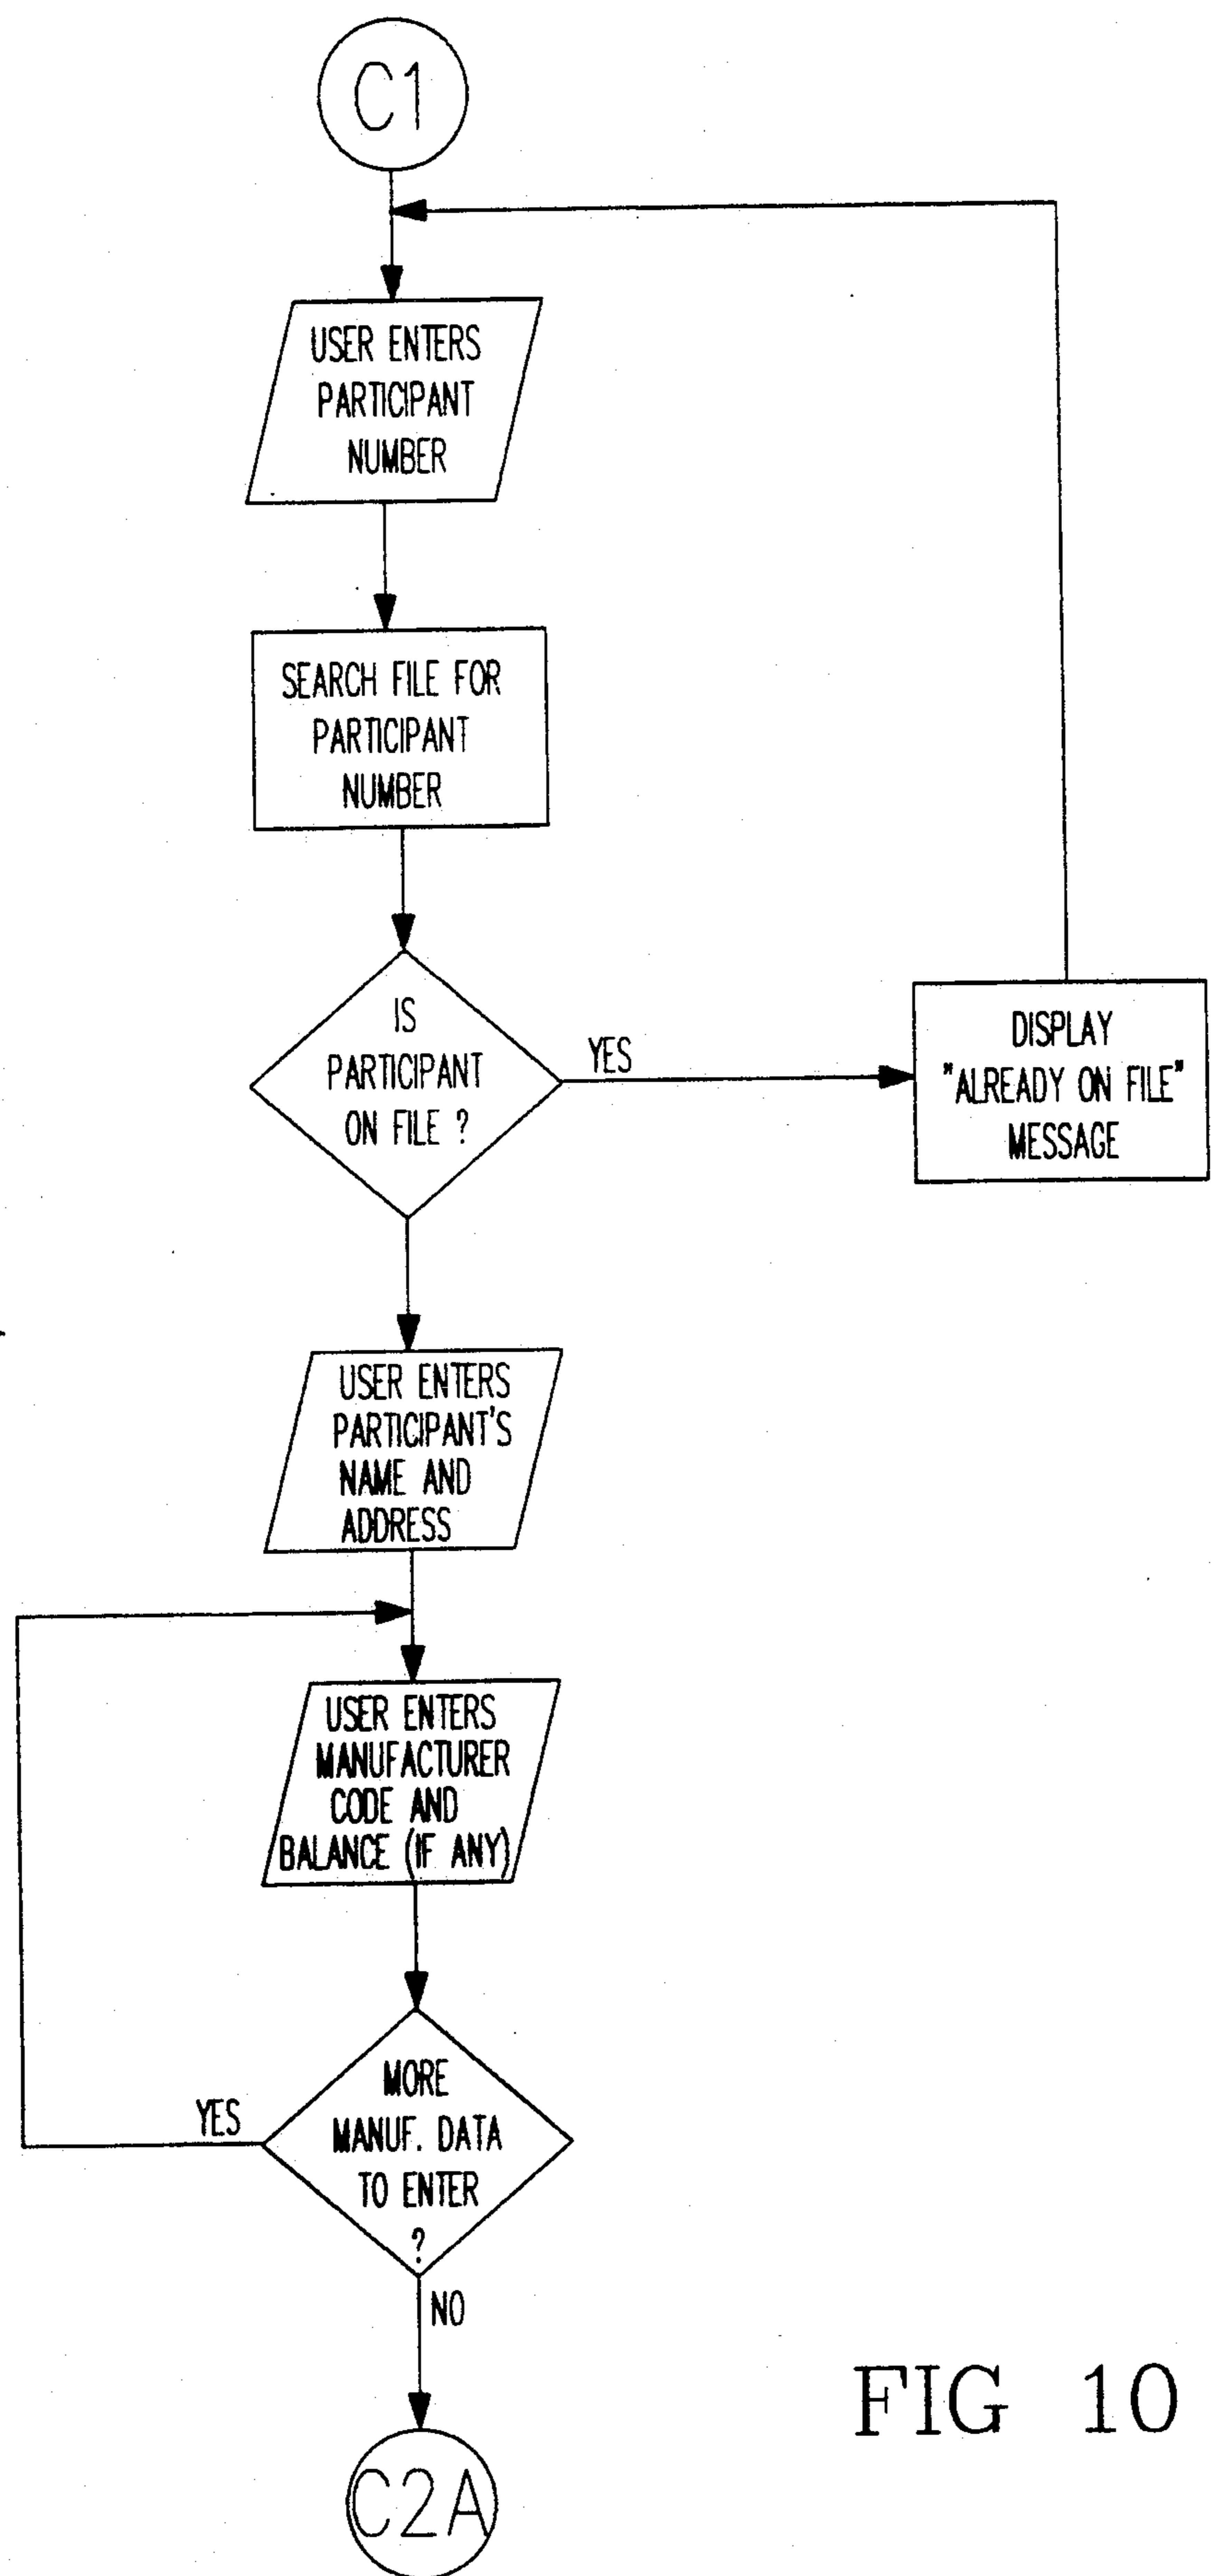 C1
USER ENTERS
PARTICIPANT
NUMBER
SEARCH FILE FOR
PARTICIPANT
NUMBER
IS
PARTICIPANT
ON FILE ?
YES
DISPLAY
"ALREADY ON FILE"
MESSAGE
USER ENTERS
PARTICIPANT'S
NAME AND
ADDRESS
USER ENTERS
MANUFACTURER
CODE AND
BALANCE (IF ANY)
MORE
MANUF. DATA
TO ENTER
?
YES
NO
C2A
FIG 10